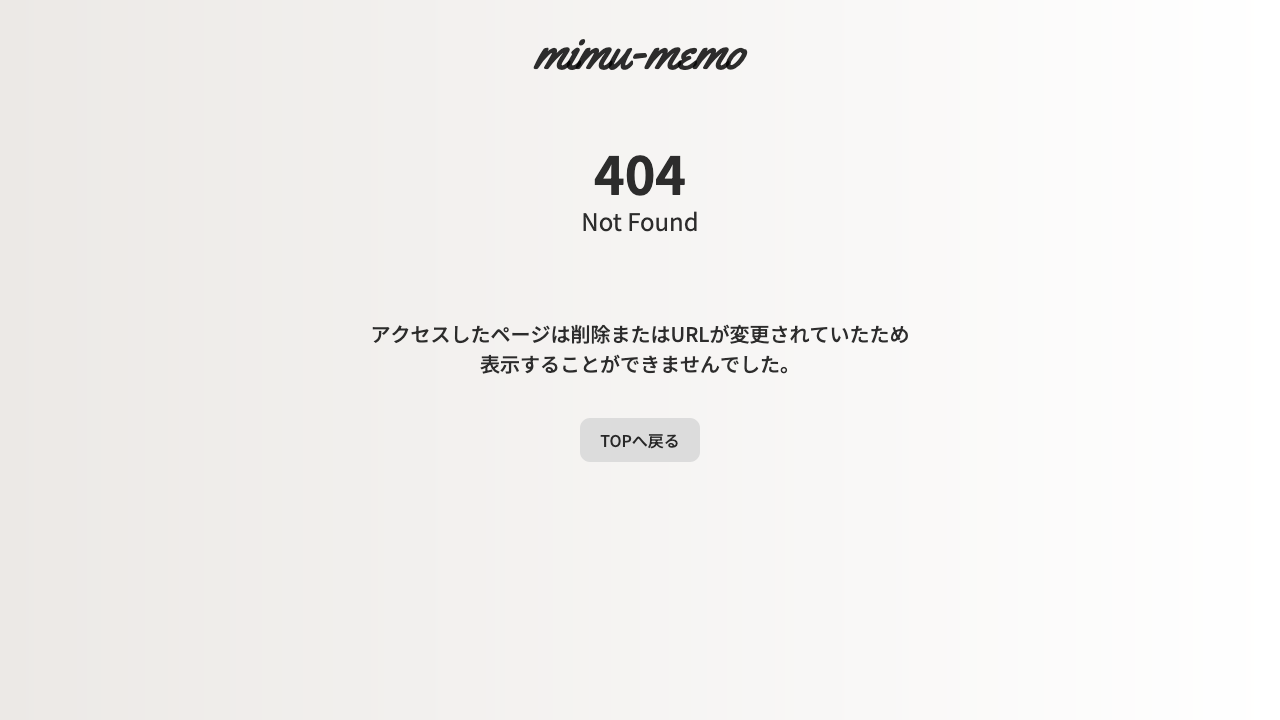 mimu-memo
404
Not Found
アクセスしたページは削除またはURLが変更されていたため
表示することができませんでした。
TOPへ戻る